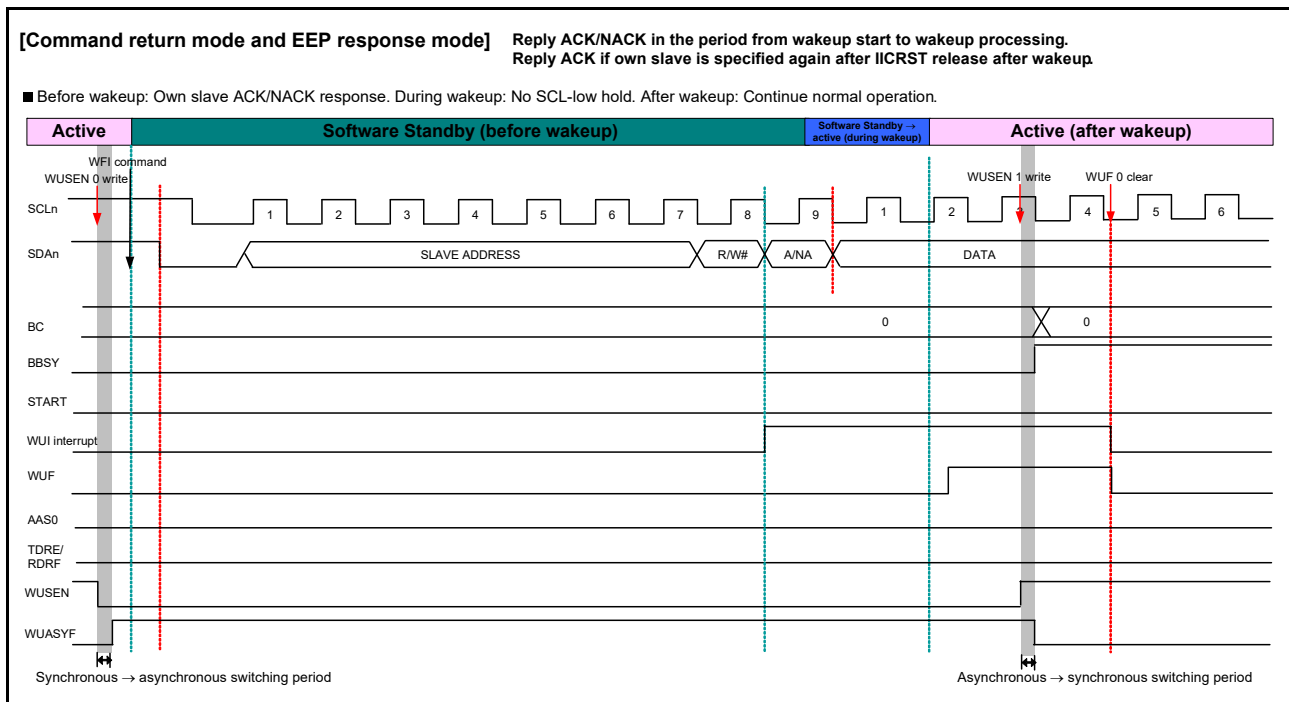 [Command return mode and EEP response mode]
Reply ACK/NACK in the period from wakeup start to wakeup processing.
Reply ACK if own slave is specified again after IICRST release after wakeup.
■ Before wakeup: Own slave ACK/NACK response. During wakeup: No SCL-low hold. After wakeup: Continue normal operation.
Active
Software Standby (before wakeup)
Software Standby →
active (during wakeup)
Active (after wakeup)
WFI command
WUSEN 0 write
WUSEN 1 write
WUF 0 clear
SCLn
1 2 3 4 5 6 7 8 9 1 2 3 4 5 6
SDAn
SLAVE ADDRESS
R/W#
A/NA
DATA
BC
0
0
BBSY
START
WUI interrupt
WUF
AAS0
TDRE/
RDRF
WUSEN
WUASYF
Synchronous → asynchronous switching period
Asynchronous → synchronous switching period